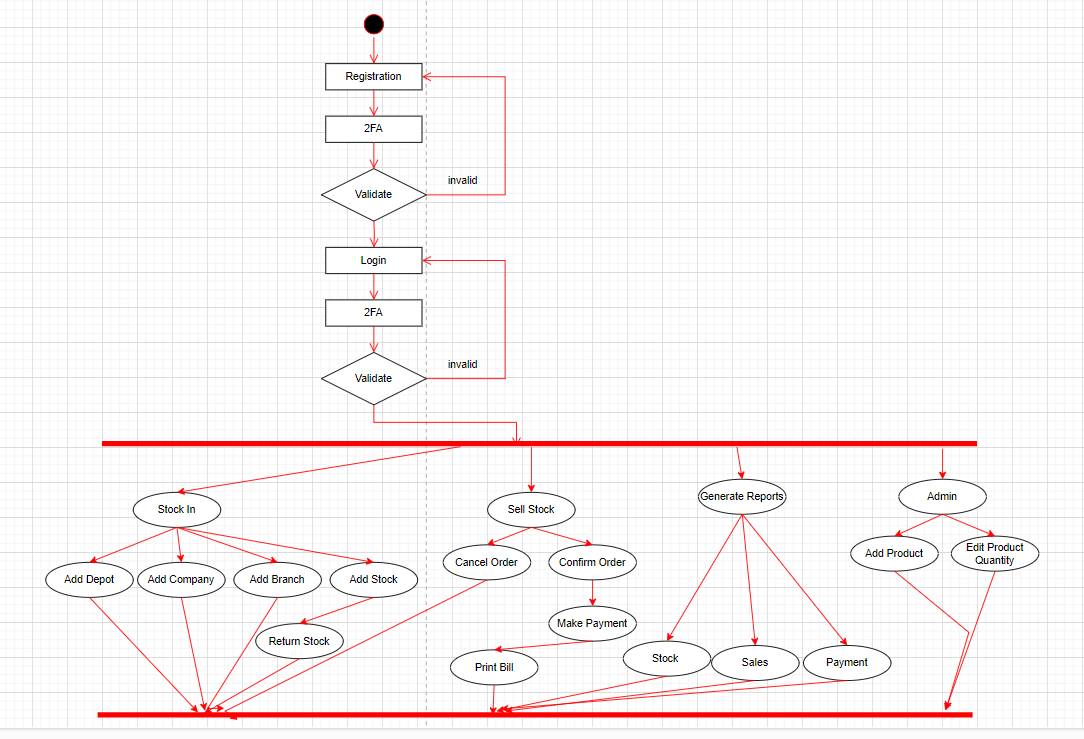 Registration
2FA
invalid
Validate
Login
2FA
invalid
Validate
Stock In
Sell Stock
Generate Reports
Admin
Add Depot
Add Company
Add Branch
Add Stock
Cancel Order
Confirm Order
Add Product
Edit Product
Quantity
Return Stock
Make Payment
Print Bill
Stock
Sales
Payment